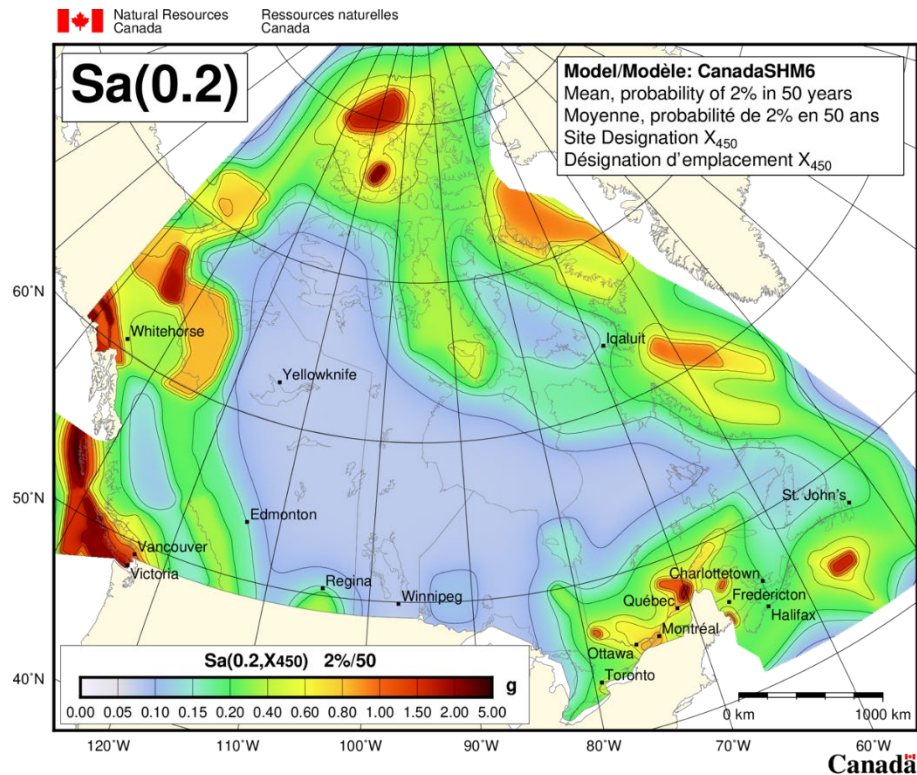 Natural Resources Ressources naturelles
Canada Canada
Sa(0.2)
Model/Modèle: CanadaSHM6
Mean, probability of 2% in 50 years
Moyenne, probabilité de 2% en 50 ans
Site Designation X450
Désignation d'emplacement X450
60˚N
Whitehorse
Iqaluit
Yellowknife
50˚N
St. John's
Edmonton
Vancouver
Victoria
Charlottetown
Regina
Fredericton
Winnipeg
Québec
Halifax
Montréal
Ottawa
Toronto
40˚N
Sa(0.2,X450) 2%/50
g
0.00 0.05 0.10 0.15 0.20 0.40 0.60 0.80 1.00 1.50 2.00 5.00
0 km 1000 km
120˚W 110˚W 100˚W 90˚W 80˚W 70˚W 60˚W
Canada